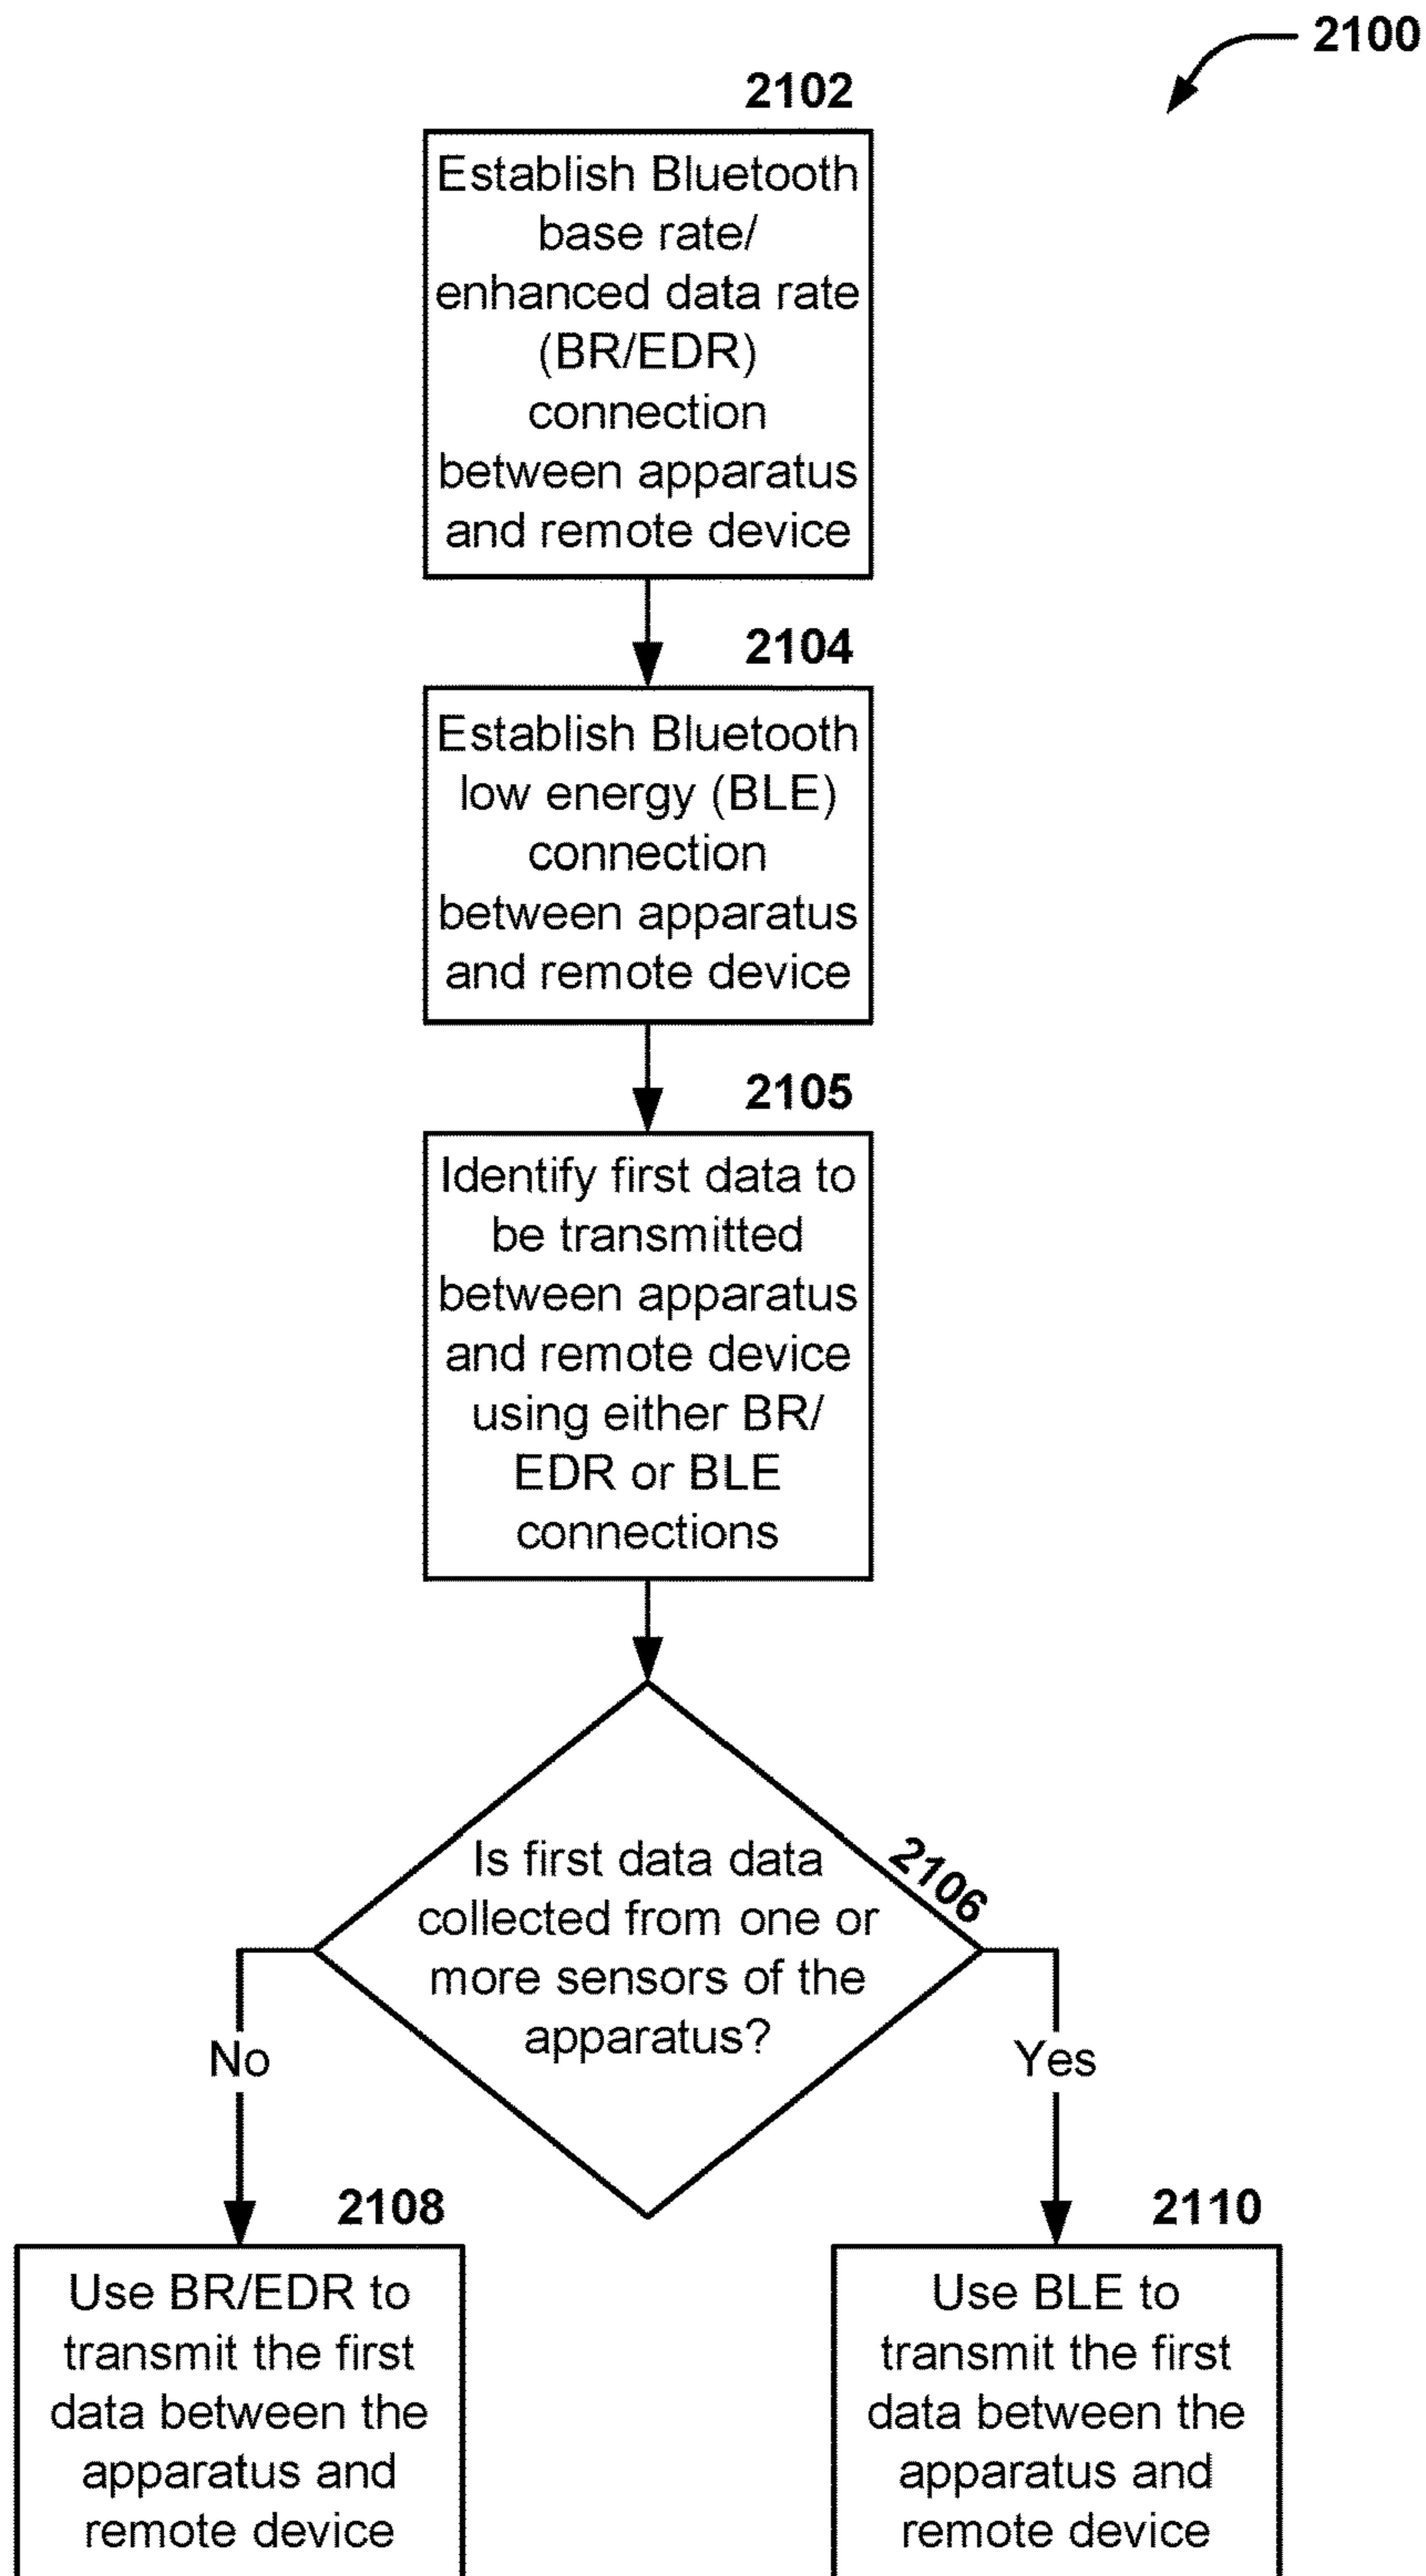 2100
2102
Establish Bluetooth
base rate/
enhanced data rate
(BR/EDR)
connection
between apparatus
and remote device
2104
Establish Bluetooth
low energy (BLE)
connection
between apparatus
and remote device
2105
Identify first data to
be transmitted
between apparatus
and remote device
using either BR/
EDR or BLE
connections
2106
Is first data data
collected from one or
more sensors of the
apparatus?
No
Yes
2108
Use BR/EDR to
transmit the first
data between the
apparatus and
remote device
2110
Use BLE to
transmit the first
data between the
apparatus and
remote device